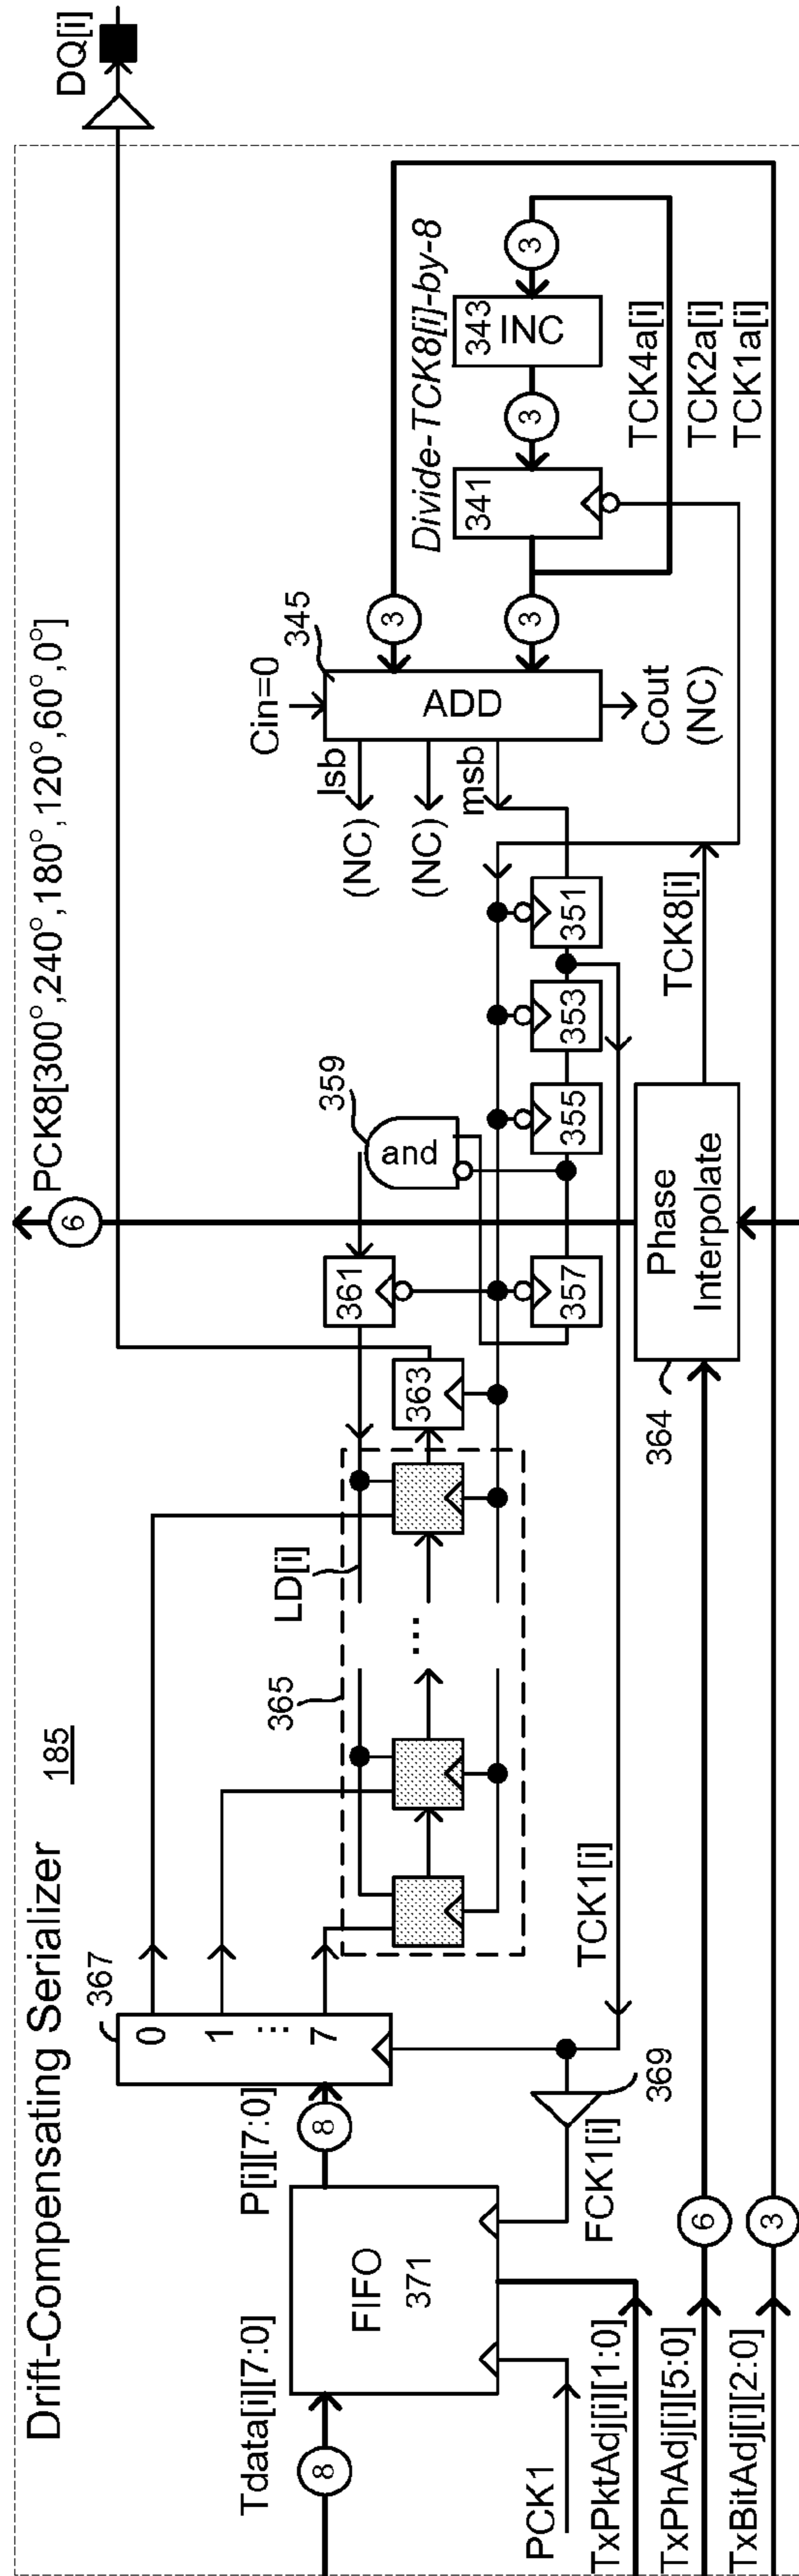 Drift-Compensating Serializer
185
PCK8[300°,240°,180°,120°,60°,0°]
6
DQ[i]
Tdata[i][7:0]
8
FIFO
371
P[i][7:0]
8
367
0
1
...
7
365
LD[i]
...
361
363
359
and
357
355
353
351
Cin=0
345
lsb
(NC)
(NC)
msb
ADD
Cout
(NC)
3
3
Divide-TCK8[i]-by-8
341
3
343
INC
3
TCK4a[i]
TCK2a[i]
TCK1a[i]
TCK8[i]
Phase
Interpolate
364
TCK1[i]
369
FCK1[i]
PCK1
TxPktAdj[i][1:0]
TxPhAdj[i][5:0]
6
TxBitAdj[i][2:0]
3